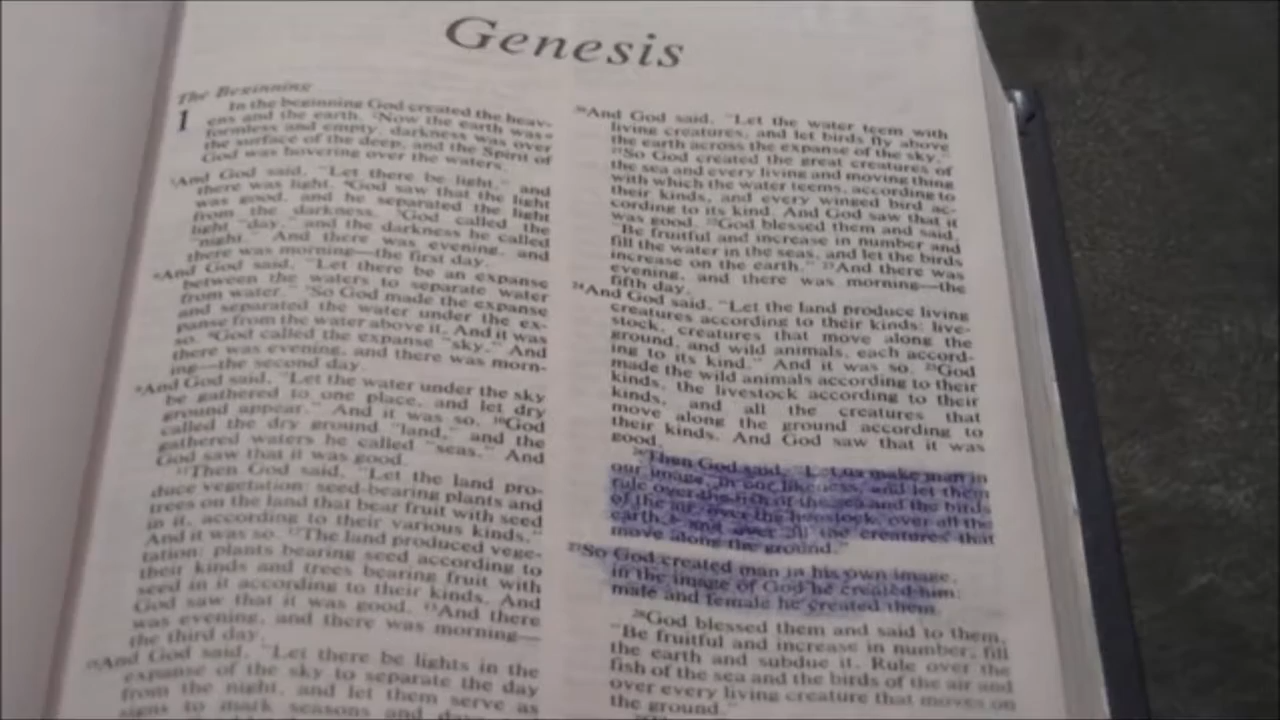 Genesis
The Beginning
1 In the beginning God created the heav-
ens and the earth. ²Now the earth was
formless and empty, darkness was over
the surface of the deep, and the Spirit of
God was hovering over the waters.
³And God said, "Let there be light," and
there was light. ⁴God saw that the light
was good, and he separated the light
from the darkness. ⁵God called the
light "day," and the darkness he called
"night." And there was evening, and
there was morning—the first day.
⁶And God said, "Let there be an expanse
between the waters to separate water
from water." ⁷So God made the expanse
and separated the water under the ex-
panse from the water above it. And it was
so. ⁸God called the expanse "sky." And
there was evening, and there was morn-
ing—the second day.
⁹And God said, "Let the water under the sky
be gathered to one place, and let dry
ground appear." And it was so. ¹⁰God
called the dry ground "land," and the
gathered waters he called "seas." And
God saw that it was good.
¹¹Then God said, "Let the land pro-
duce vegetation: seed-bearing plants and
trees on the land that bear fruit with seed
in it, according to their various kinds."
And it was so. ¹²The land produced vege-
tation: plants bearing seed according to
their kinds and trees bearing fruit with
seed in it according to their kinds. And
God saw that it was good. ¹³And there
was evening, and there was morning—
the third day.
¹⁴And God said, "Let there be lights in the
expanse of the sky to separate the day
from the night, and let them serve as
signs to mark seasons and days
²⁰And God said, "Let the water teem with
living creatures, and let birds fly above
the earth across the expanse of the sky."
²¹So God created the great creatures of
the sea and every living and moving thing
with which the water teems, according to
their kinds, and every winged bird ac-
cording to its kind. And God saw that it
was good. ²²God blessed them and said,
"Be fruitful and increase in number and
fill the water in the seas, and let the birds
increase on the earth." ²³And there was
evening, and there was morning—the
fifth day.
²⁴And God said, "Let the land produce living
creatures according to their kinds: live-
stock, creatures that move along the
ground, and wild animals, each accord-
ing to its kind." And it was so. ²⁵God
made the wild animals according to their
kinds, the livestock according to their
kinds, and all the creatures that
move along the ground according to
their kinds. And God saw that it was
good.
²⁶Then God said, "Let us make man in
our image, in our likeness, and let them
rule over the fish of the sea and the birds
of the air, over the livestock, over all the
earth, and over all the creatures that
move along the ground."
²⁷So God created man in his own image,
in the image of God he created him;
male and female he created them.
²⁸God blessed them and said to them,
"Be fruitful and increase in number; fill
the earth and subdue it. Rule over the
fish of the sea and the birds of the air and
over every living creature that moves on
the ground."